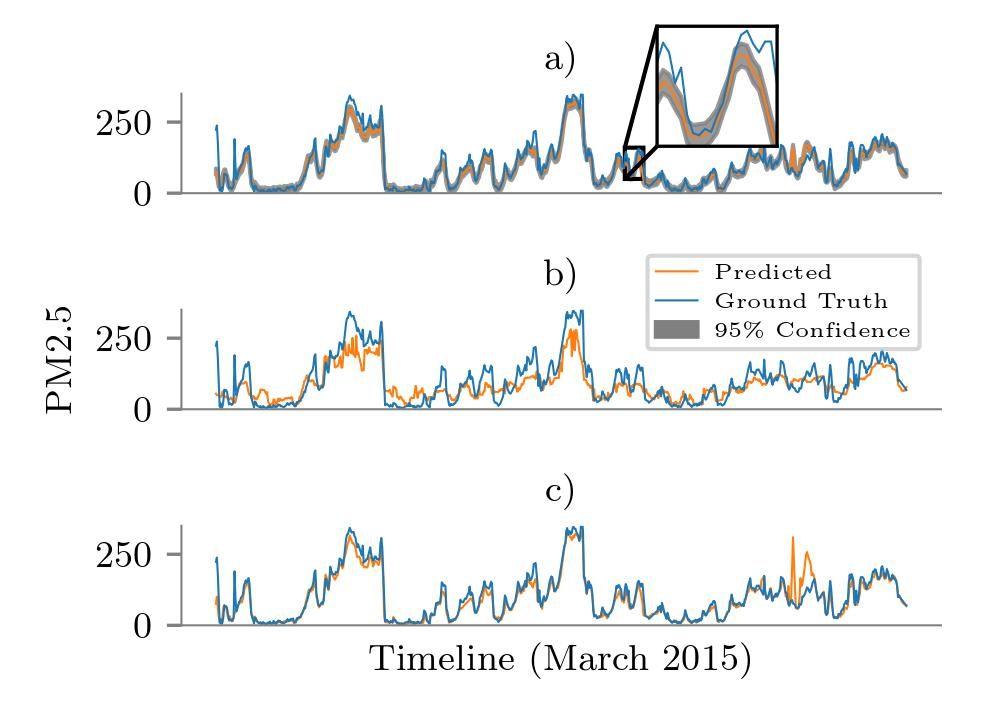 a)
250
0
b)
Predicted
Ground Truth
95% Confidence
PM2.5
250
0
c)
250
0
Timeline (March 2015)